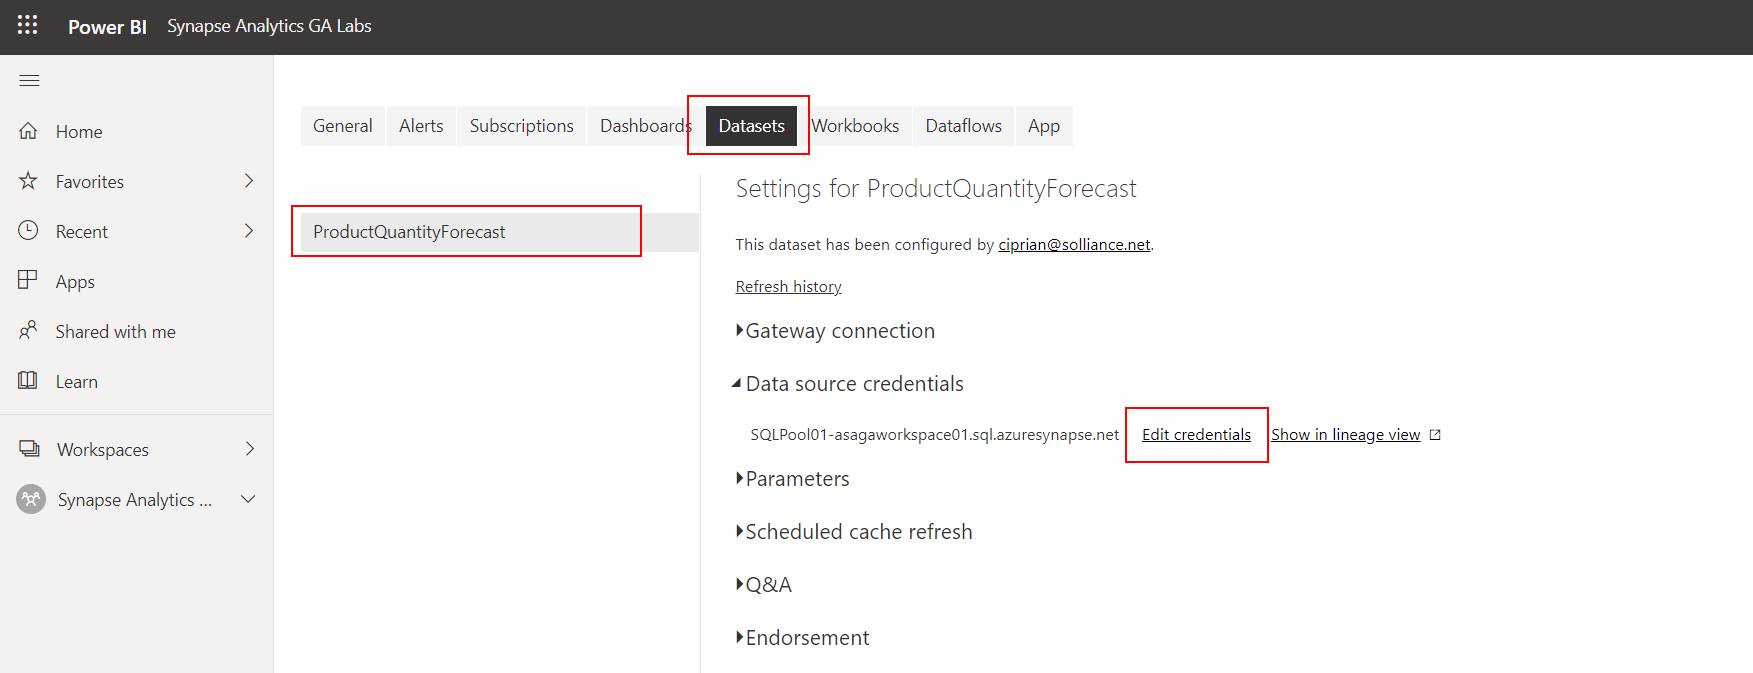 Power BI Synapse Analytics GA Labs
Home
Favorites
Recent
Apps
Shared with me
Learn
Workspaces
Synapse Analytics ...
General Alerts Subscriptions Dashboards Datasets Workbooks Dataflows App
ProductQuantityForecast
Settings for ProductQuantityForecast
This dataset has been configured by ciprian@solliance.net.
Refresh history
Gateway connection
Data source credentials
SQLPool01-asagaworkspace01.sql.azuresynapse.net Edit credentials Show in lineage view
Parameters
Scheduled cache refresh
Q&A
Endorsement